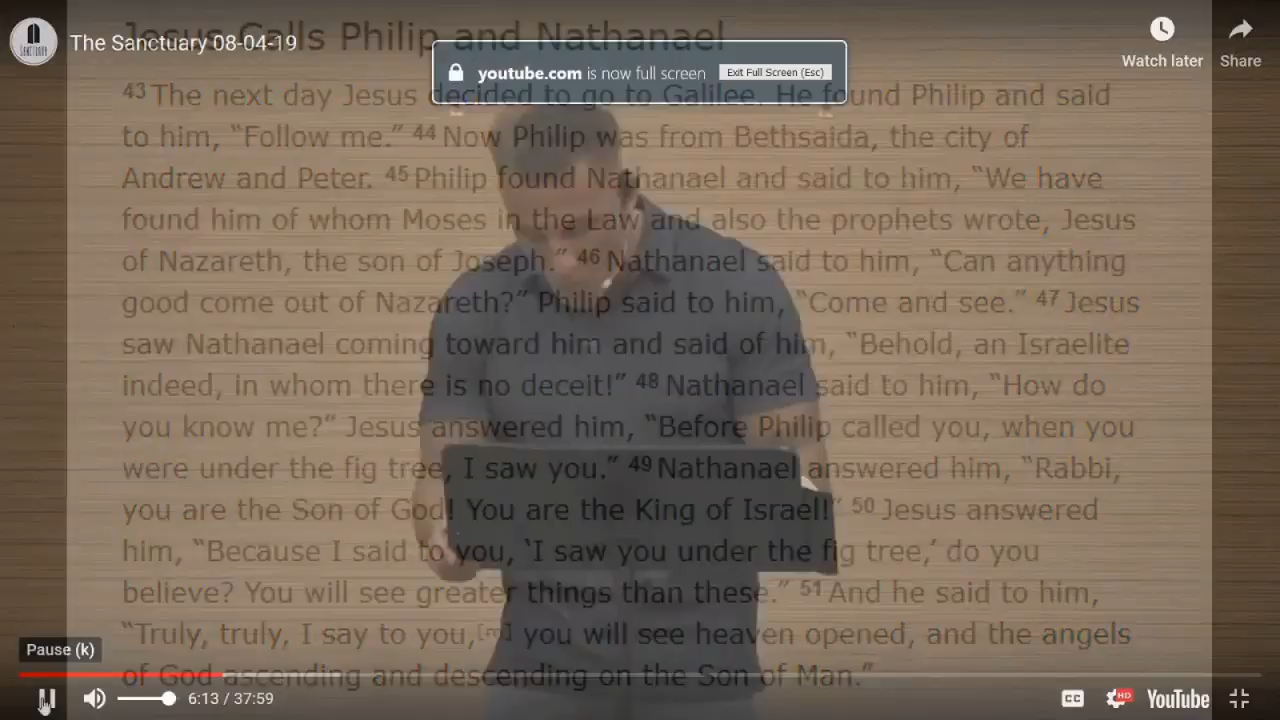 Jesus Calls Philip and Nathanael
The Sanctuary 08-04-19
SANCTUARY
Watch later
Share
youtube.com is now full screen
Exit Full Screen (Esc)
43 The next day Jesus decided to go to Galilee. He found Philip and said
to him, “Follow me.” 44 Now Philip was from Bethsaida, the city of
Andrew and Peter. 45 Philip found Nathanael and said to him, “We have
found him of whom Moses in the Law and also the prophets wrote, Jesus
of Nazareth, the son of Joseph.” 46 Nathanael said to him, “Can anything
good come out of Nazareth?” Philip said to him, “Come and see.” 47 Jesus
saw Nathanael coming toward him and said of him, “Behold, an Israelite
indeed, in whom there is no deceit!” 48 Nathanael said to him, “How do
you know me?” Jesus answered him, “Before Philip called you, when you
were under the fig tree, I saw you.” 49 Nathanael answered him, “Rabbi,
you are the Son of God! You are the King of Israel!” 50 Jesus answered
him, “Because I said to you, ‘I saw you under the fig tree,’ do you
believe? You will see greater things than these.” 51 And he said to him,
“Truly, truly, I say to you,[m] you will see heaven opened, and the angels
of God ascending and descending on the Son of Man.”
Pause (k)
6:13 / 37:59
CC
HD
YouTube